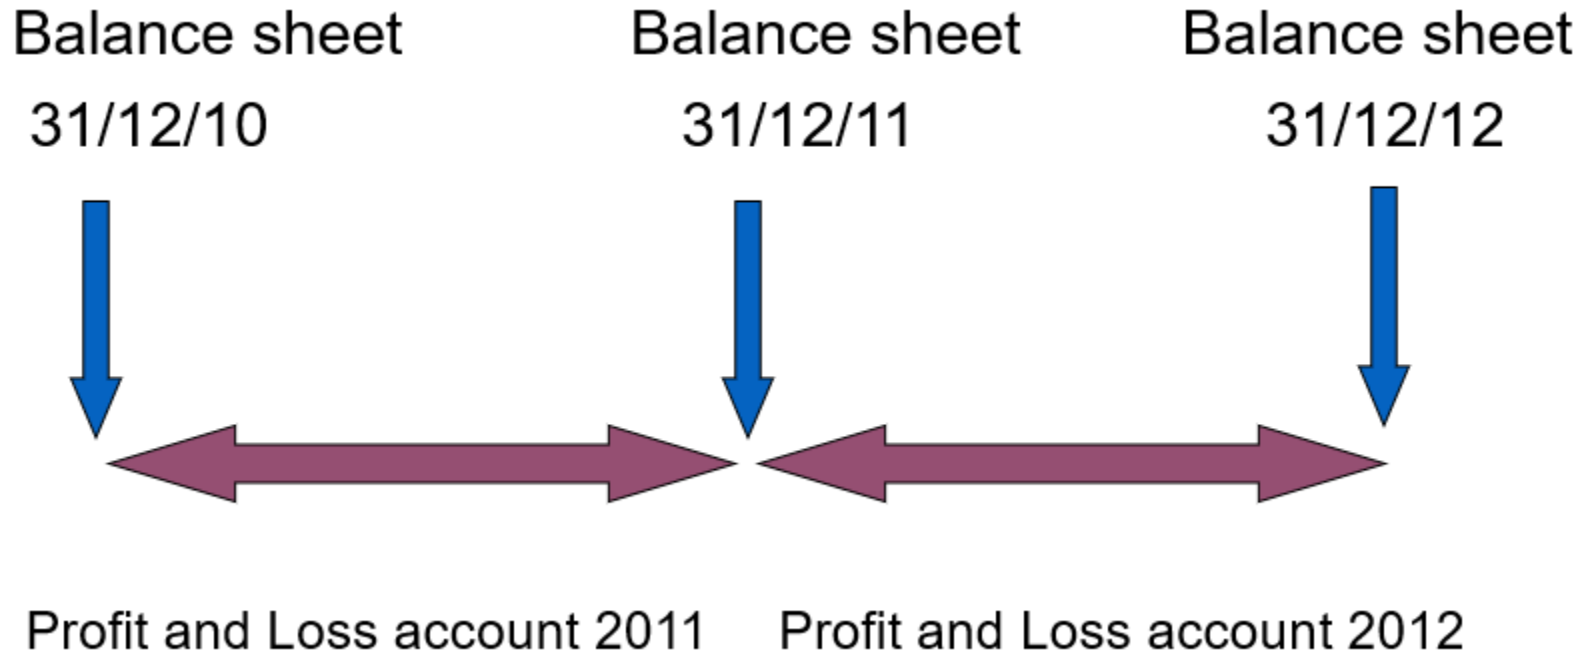 Balance sheet Balance sheet Balance sheet
31/12/10 31/12/11 31/12/12
Profit and Loss account 2011 Profit and Loss account 2012